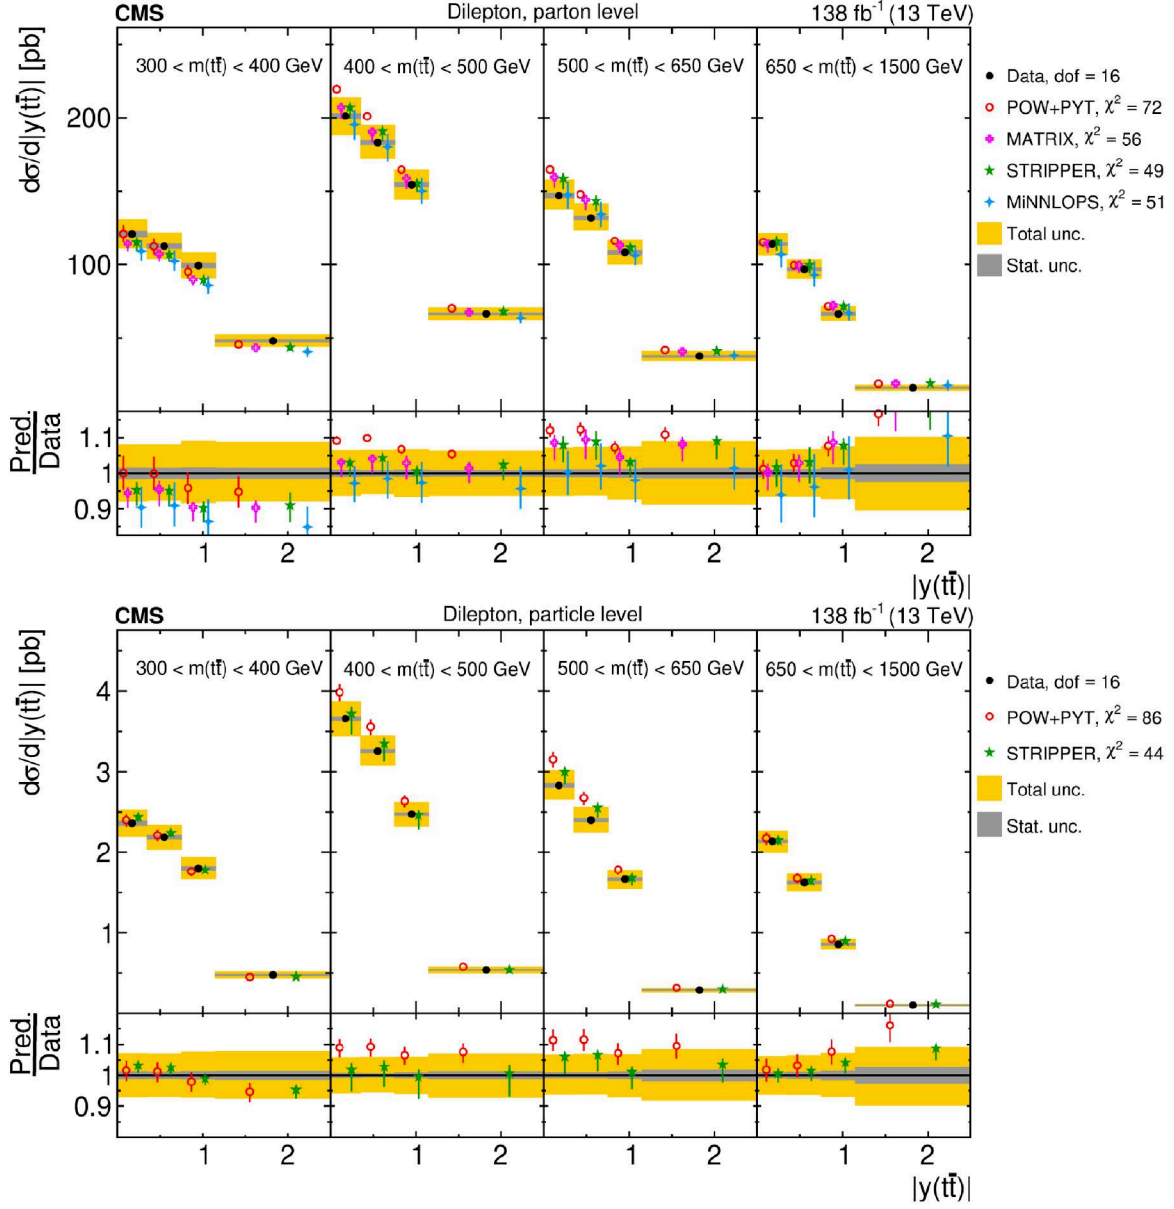 CMS Dilepton, parton level 138 fb⁻¹ (13 TeV)
dσ/d|y(tt̄)| [pb]
300 < m(tt̄) < 400 GeV 400 < m(tt̄) < 500 GeV 500 < m(tt̄) < 650 GeV 650 < m(tt̄) < 1500 GeV
200
100
Data, dof = 16
POW+PYT, χ² = 72
MATRIX, χ² = 56
STRIPPER, χ² = 49
MiNNLOPS, χ² = 51
Total unc.
Stat. unc.
Pred.
Data
1.1
1
0.9
1 2 1 2 1 2 1 2
|y(tt̄)|
CMS Dilepton, particle level 138 fb⁻¹ (13 TeV)
dσ/d|y(tt̄)| [pb]
300 < m(tt̄) < 400 GeV 400 < m(tt̄) < 500 GeV 500 < m(tt̄) < 650 GeV 650 < m(tt̄) < 1500 GeV
4
3
2
1
Data, dof = 16
POW+PYT, χ² = 86
STRIPPER, χ² = 44
Total unc.
Stat. unc.
Pred.
Data
1.1
1
0.9
1 2 1 2 1 2 1 2
|y(tt̄)|